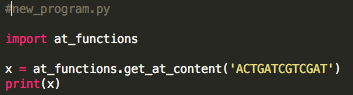 #new_program.py
import at_functions
x = at_functions.get_at_content('ACTGATCGTCGAT')
print(x)